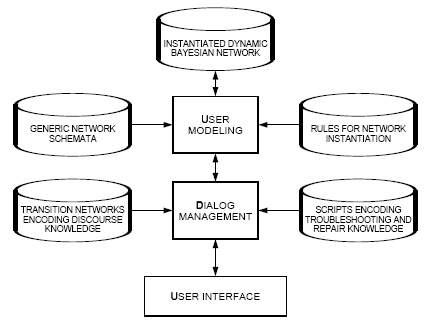 INSTANTIATED DYNAMIC
BAYESIAN NETWORK
GENERIC NETWORK
SCHEMATA
USER
MODELING
RULES FOR NETWORK
INSTANTIATION
TRANSITION NETWORKS
ENCODING DISCOURSE
KNOWLEDGE
DIALOG
MANAGEMENT
SCRIPTS ENCODING
TROUBLESHOOTING AND
REPAIR KNOWLEDGE
USER INTERFACE